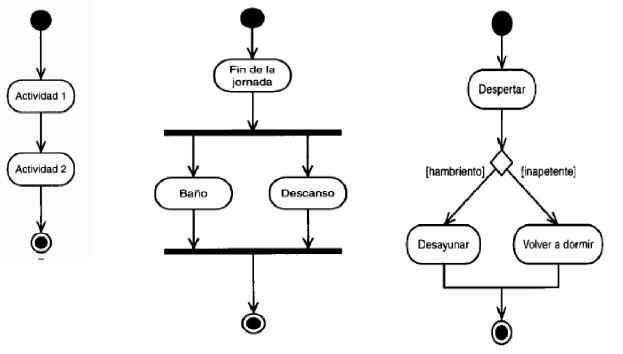 Actividad 1
Actividad 2
Fin de la
jornada
Baño
Descanso
Despertar
[hambriento]
[inapetente]
Desayunar
Volver a dormir